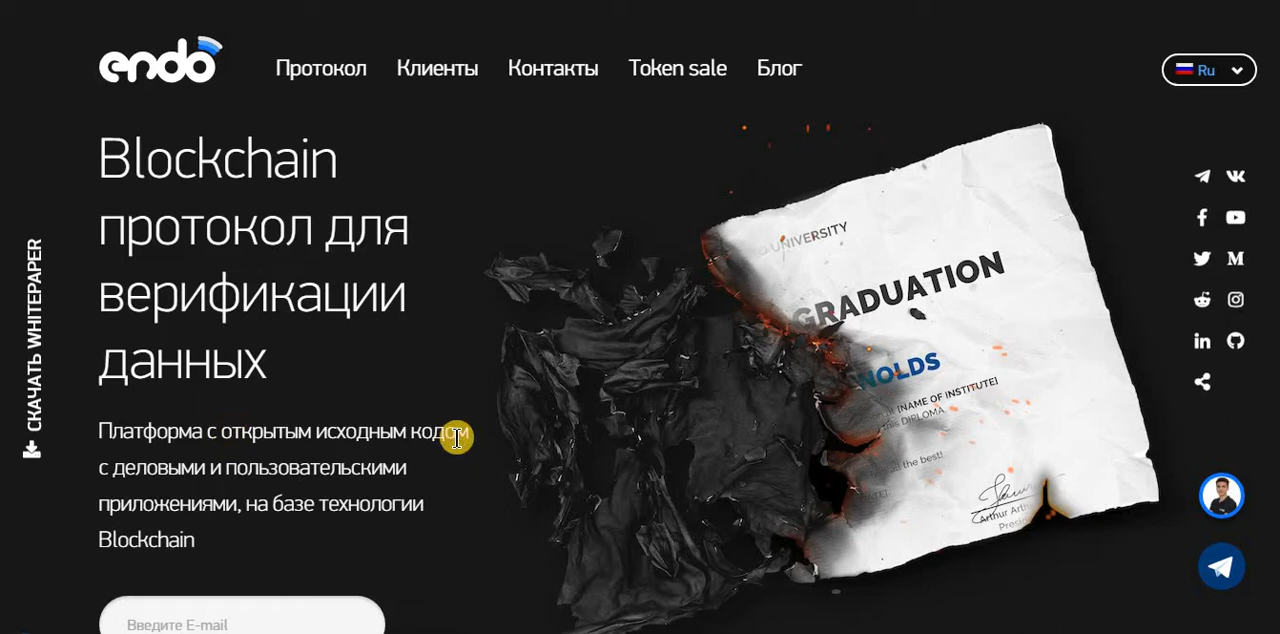 endo
Протокол
Клиенты
Контакты
Token sale
Блог
Ru
Blockchain
протокол для
верификации
данных
Платформа с открытым исходным кодом
с деловыми и пользовательскими
приложениями, на базе технологии
Blockchain
Введите E-mail
СКАЧАТЬ WHITEPAPER
UNIVERSITY
GRADUATION
NOLDS
[NAME OF INSTITUTE]
DIPLOMA
all the best!
Arthur